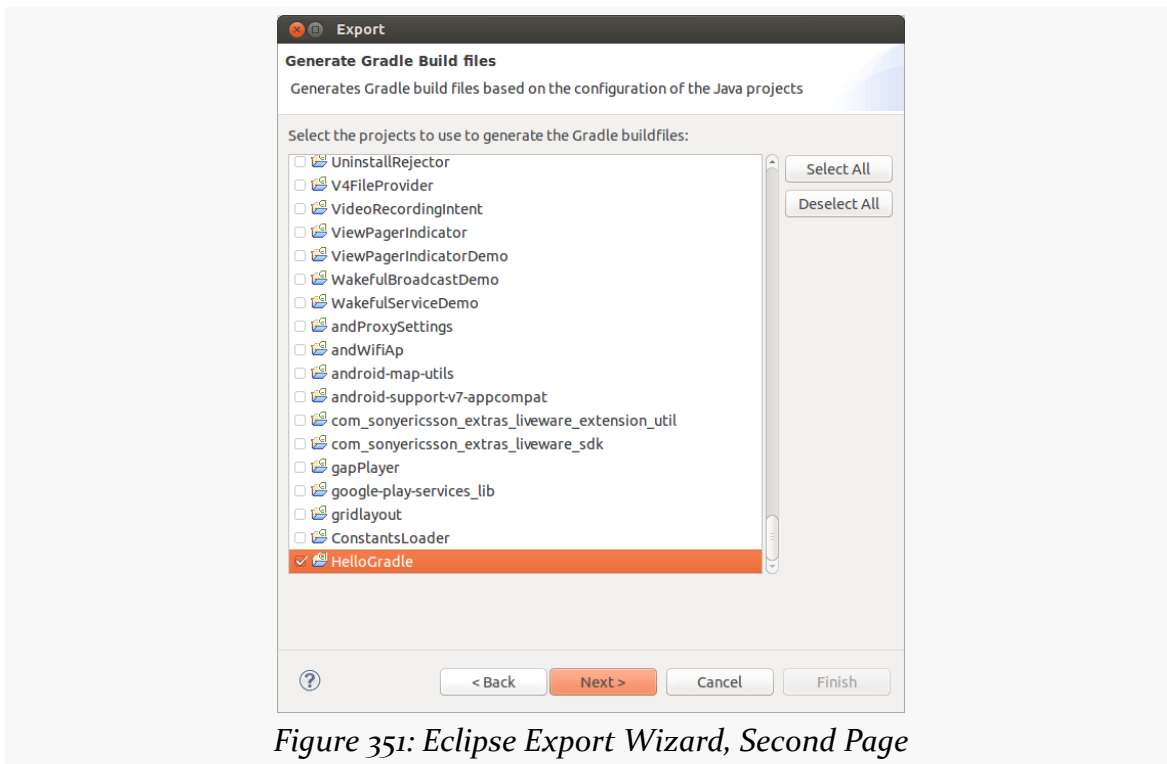 Export
Generate Gradle Build files
Generates Gradle build files based on the configuration of the Java projects
Select the projects to use to generate the Gradle buildfiles:
UninstallRejector
Select All
V4FileProvider
Deselect All
VideoRecordingIntent
ViewPagerIndicator
ViewPagerIndicatorDemo
WakefulBroadcastDemo
WakefulServiceDemo
andProxySettings
andWifiAp
android-map-utils
android-support-v7-appcompat
com_sonyericsson_extras_liveware_extension_util
com_sonyericsson_extras_liveware_sdk
gapPlayer
google-play-services_lib
gridlayout
ConstantsLoader
HelloGradle
? < Back Next > Cancel Finish
Figure 351: Eclipse Export Wizard, Second Page